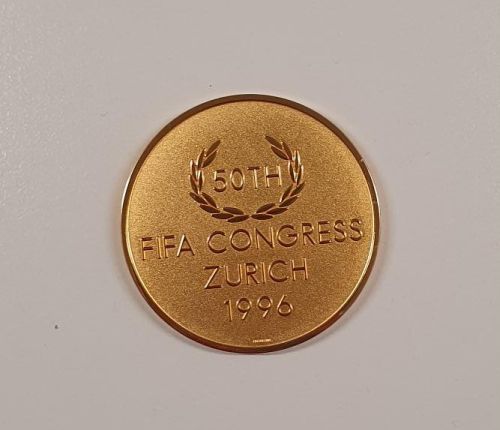 50TH
FIFA CONGRESS
ZURICH
1996